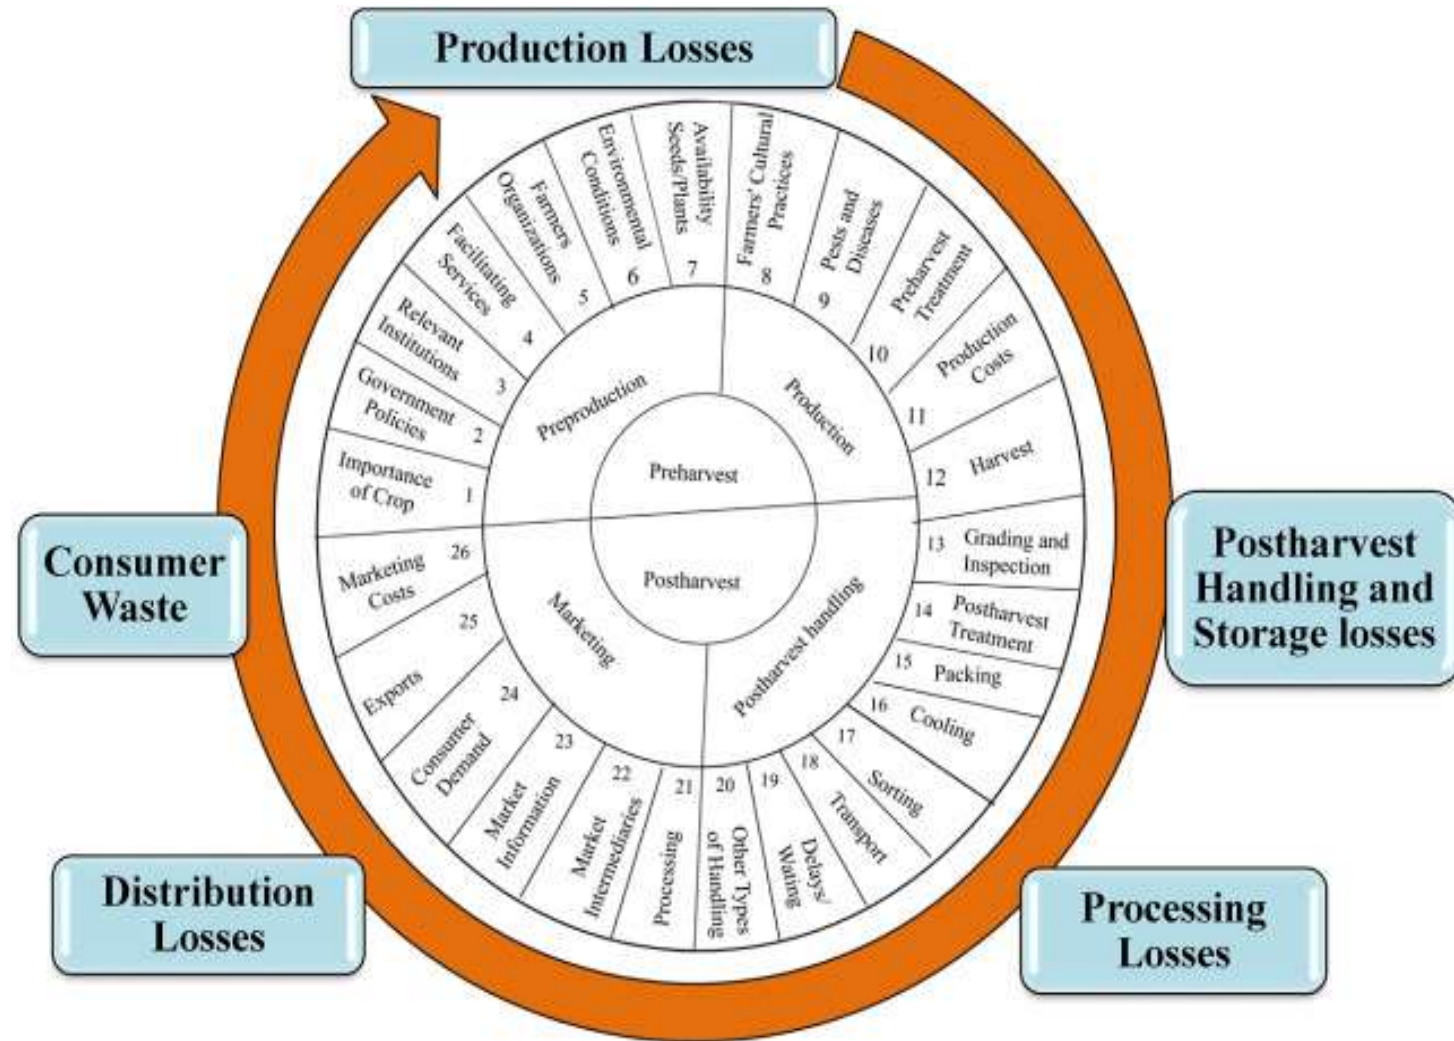 Production Losses
Postharvest
Handling and
Storage losses
Processing
Losses
Distribution
Losses
Consumer
Waste
Preharvest
Postharvest
Preproduction
Production
Postharvest handling
Marketing
Importance
of Crop
1
Government
Policies
2
Relevant
Institutions
3
Facilitating
Services
4
Farmers
Organizations
5
Environmental
Conditions
6
Availability
Seeds/Plants
7
Farmers' Cultural
Practices
8
Pests and
Diseases
9
Preharvest
Treatment
10
Production
Costs
11
Harvest
12
13
Grading and
Inspection
14
Postharvest
Treatment
15
Packing
16
Cooling
17
Sorting
18
Transport
19
Delays/
Wating
20
Other Types
of Handling
21
Processing
22
Market
Intermediaries
23
Market
Information
24
Consumer
Demand
25
Exports
26
Marketing
Costs